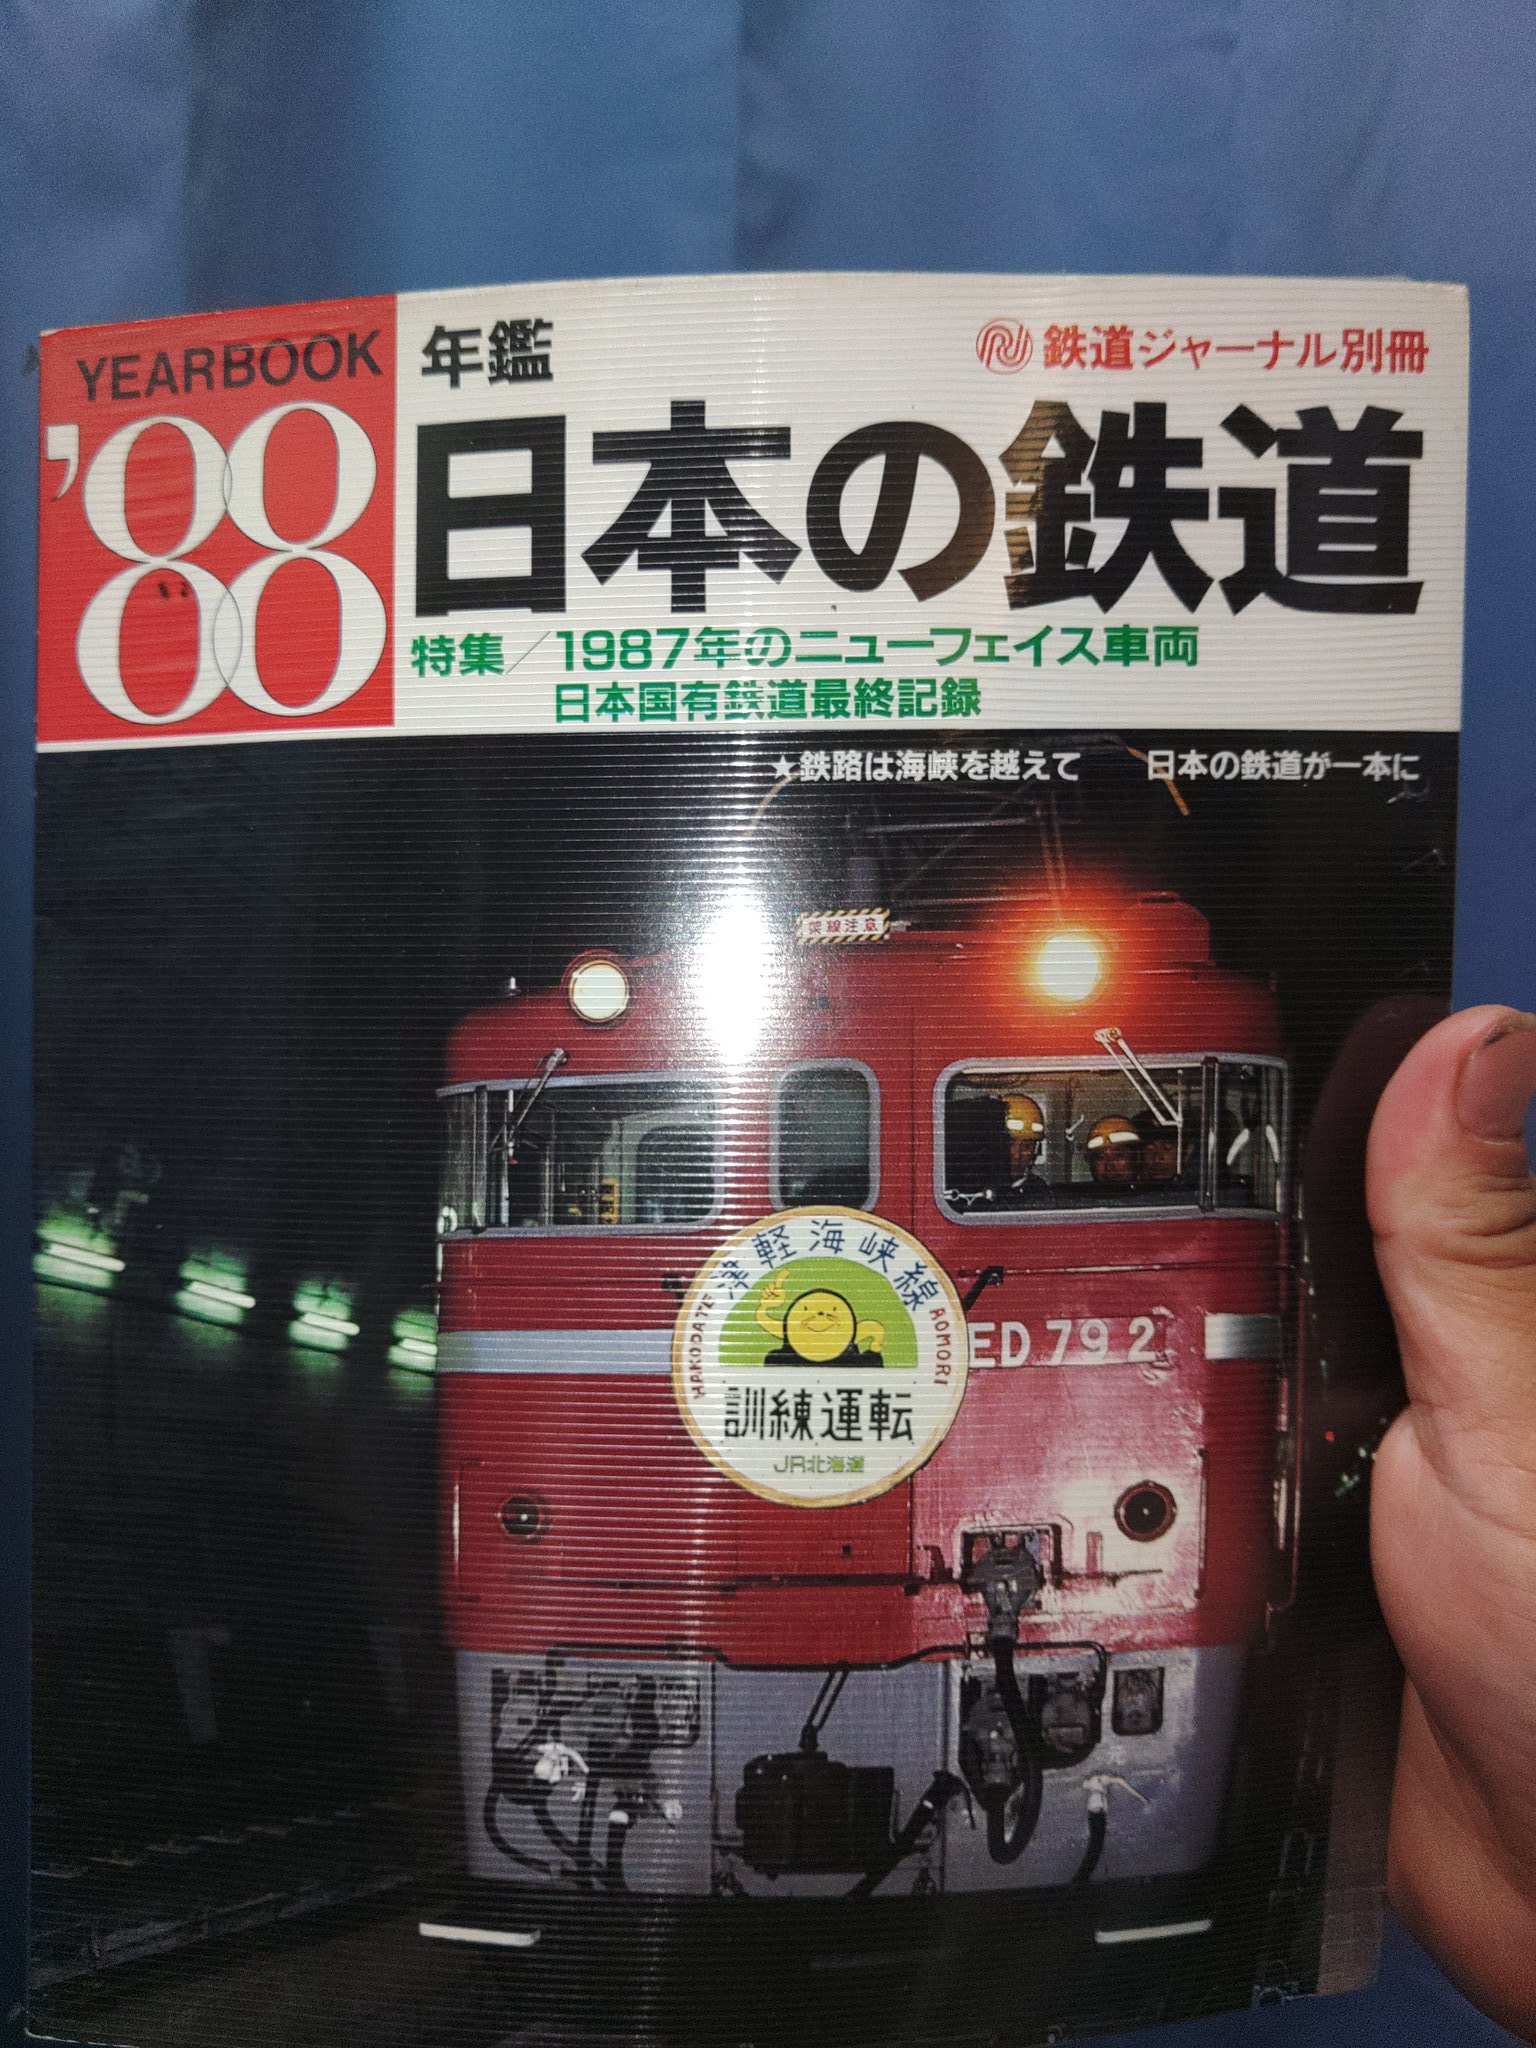 YEARBOOK
'88
年鑑
鉄道ジャーナル別冊
日本の鉄道
特集／1987年のニューフェイス車両
日本国有鉄道最終記録
★鉄路は海峡を越えて 日本の鉄道が一本に
架線注意
津軽海峡線
HAKODATE
AOMORI
ED79 2
訓練運転
JR北海道